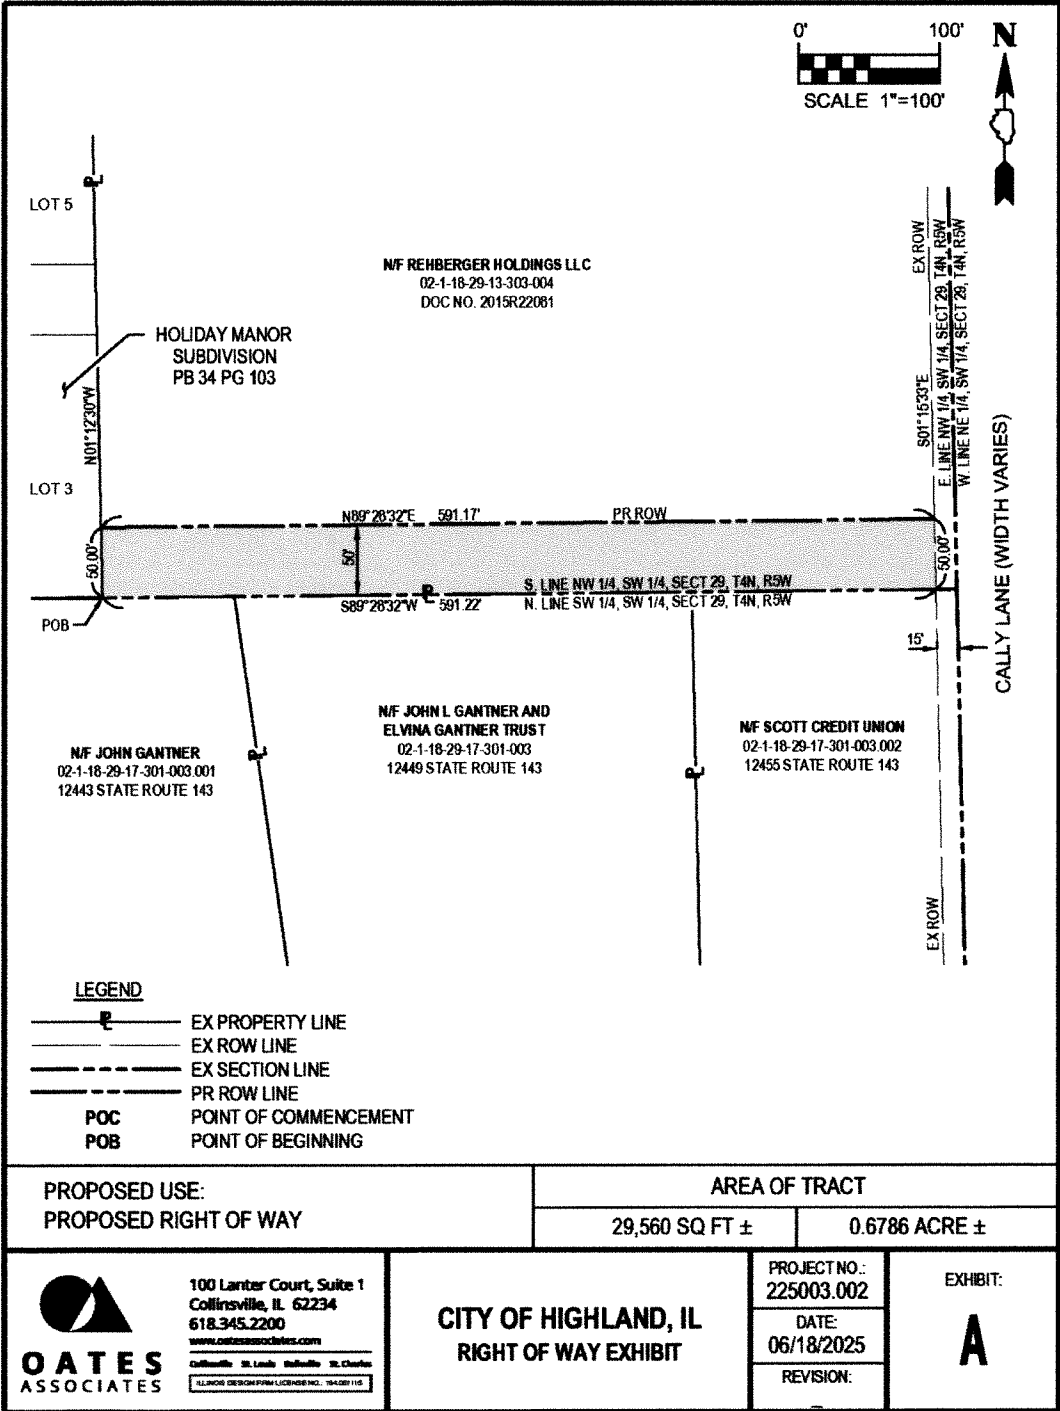 0'
100'
N
SCALE 1"=100'
LOT 5
N/F REHBERGER HOLDINGS LLC
02-1-18-29-13-303-004
DOC NO. 2015R22081
HOLIDAY MANOR
SUBDIVISION
PB 34 PG 103
N01°12'30"W
EX ROW
S01°15'33"E
E. LINE NW 1/4, SW 1/4, SECT 29, T4N, R5W
W. LINE NE 1/4, SW 1/4, SECT 29, T4N, R5W
CALLY LANE (WIDTH VARIES)
LOT 3
N89°28'32"E 591.17'
PR ROW
50.00'
50'
50.00'
S. LINE NW 1/4, SW 1/4, SECT 29, T4N, R5W
S89°28'32"W 591.22'
N. LINE SW 1/4, SW 1/4, SECT 29, T4N, R5W
POB
15'
N/F JOHN GANTNER
02-1-18-29-17-301-003.001
12443 STATE ROUTE 143
N/F JOHN L GANTNER AND
ELVINA GANTNER TRUST
02-1-18-29-17-301-003
12449 STATE ROUTE 143
N/F SCOTT CREDIT UNION
02-1-18-29-17-301-003.002
12455 STATE ROUTE 143
EX ROW
LEGEND
EX PROPERTY LINE
EX ROW LINE
EX SECTION LINE
PR ROW LINE
POC POINT OF COMMENCEMENT
POB POINT OF BEGINNING
PROPOSED USE:
PROPOSED RIGHT OF WAY
AREA OF TRACT
29,560 SQ FT ±
0.6786 ACRE ±
OATES
ASSOCIATES
100 Lanter Court, Suite 1
Collinsville, IL 62234
618.345.2200
www.oatesassociates.com
Collinsville St. Louis Belleville St. Charles
ILLINOIS DESIGN FIRM LICENSE NO.
CITY OF HIGHLAND, IL
RIGHT OF WAY EXHIBIT
PROJECT NO.:
225003.002
DATE:
06/18/2025
REVISION:
–
EXHIBIT:
A